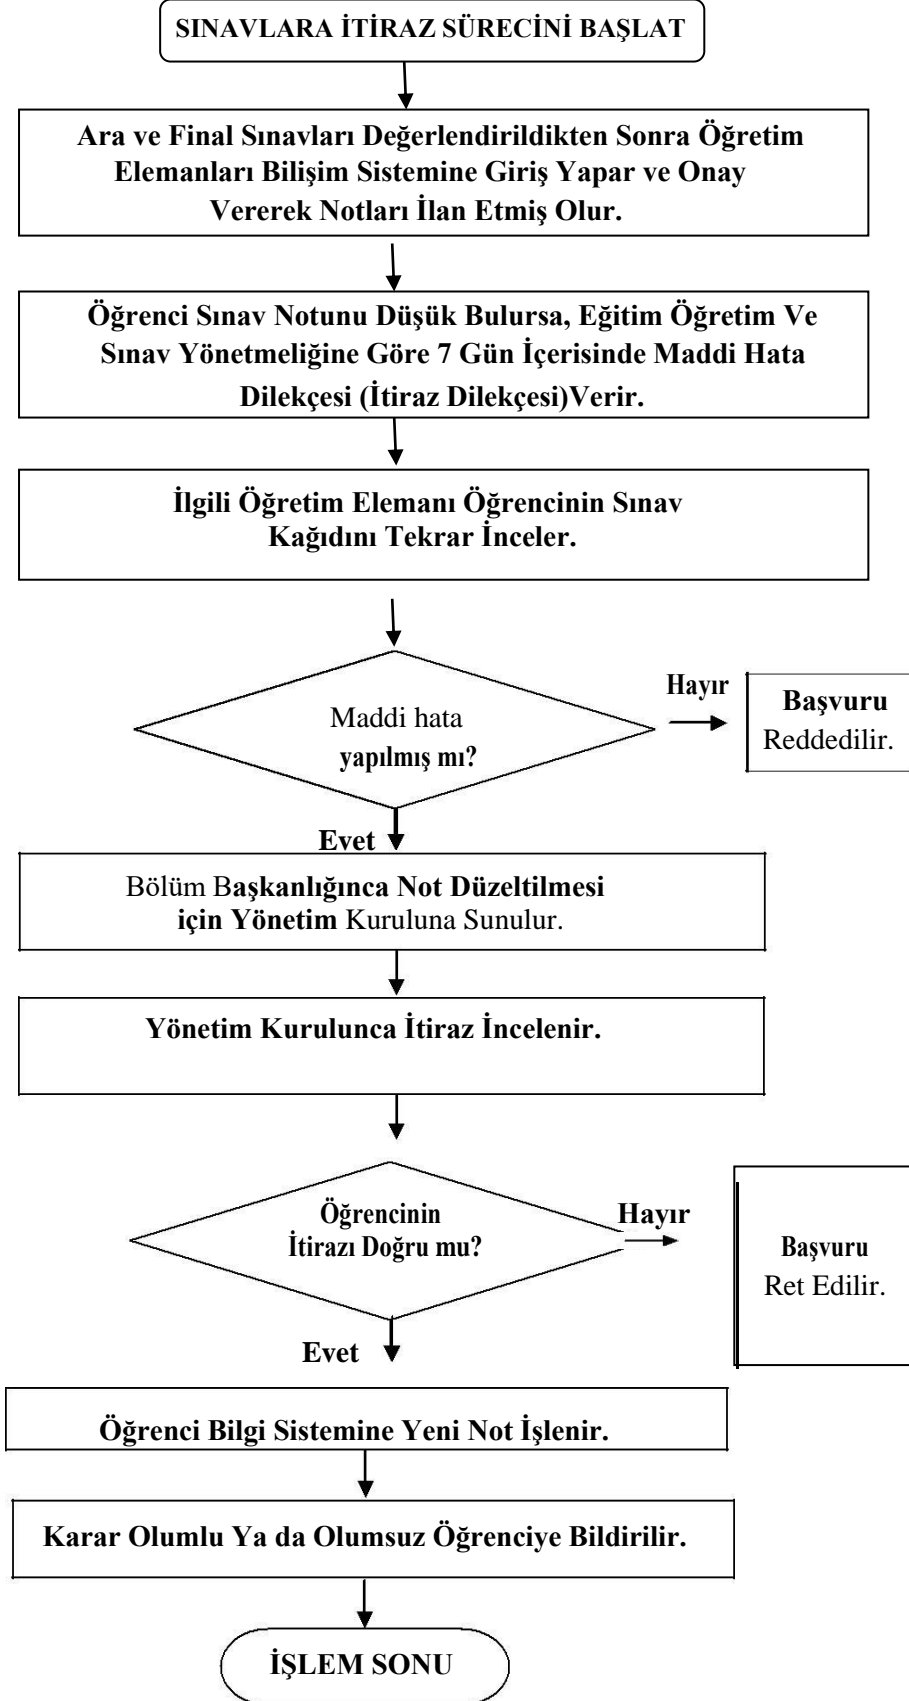 SINAVLARA İTİRAZ SÜRECİNİ BAŞLAT
Ara ve Final Sınavları Değerlendirildikten Sonra Öğretim
Elemanları Bilişim Sistemine Giriş Yapar ve Onay
Vererek Notları İlan Etmiş Olur.
Öğrenci Sınav Notunu Düşük Bulursa, Eğitim Öğretim Ve
Sınav Yönetmeliğine Göre 7 Gün İçerisinde Maddi Hata
Dilekçesi (İtiraz Dilekçesi)Verir.
İlgili Öğretim Elemanı Öğrencinin Sınav
Kağıdını Tekrar İnceler.
Maddi hata
yapılmış mı?
Hayır
Başvuru
Reddedilir.
Evet
Bölüm Başkanlığınca Not Düzeltilmesi
için Yönetim Kuruluna Sunulur.
Yönetim Kurulunca İtiraz İncelenir.
Öğrencinin
İtirazı Doğru mu?
Hayır
Başvuru
Ret Edilir.
Evet
Öğrenci Bilgi Sistemine Yeni Not İşlenir.
Karar Olumlu Ya da Olumsuz Öğrenciye Bildirilir.
İŞLEM SONU